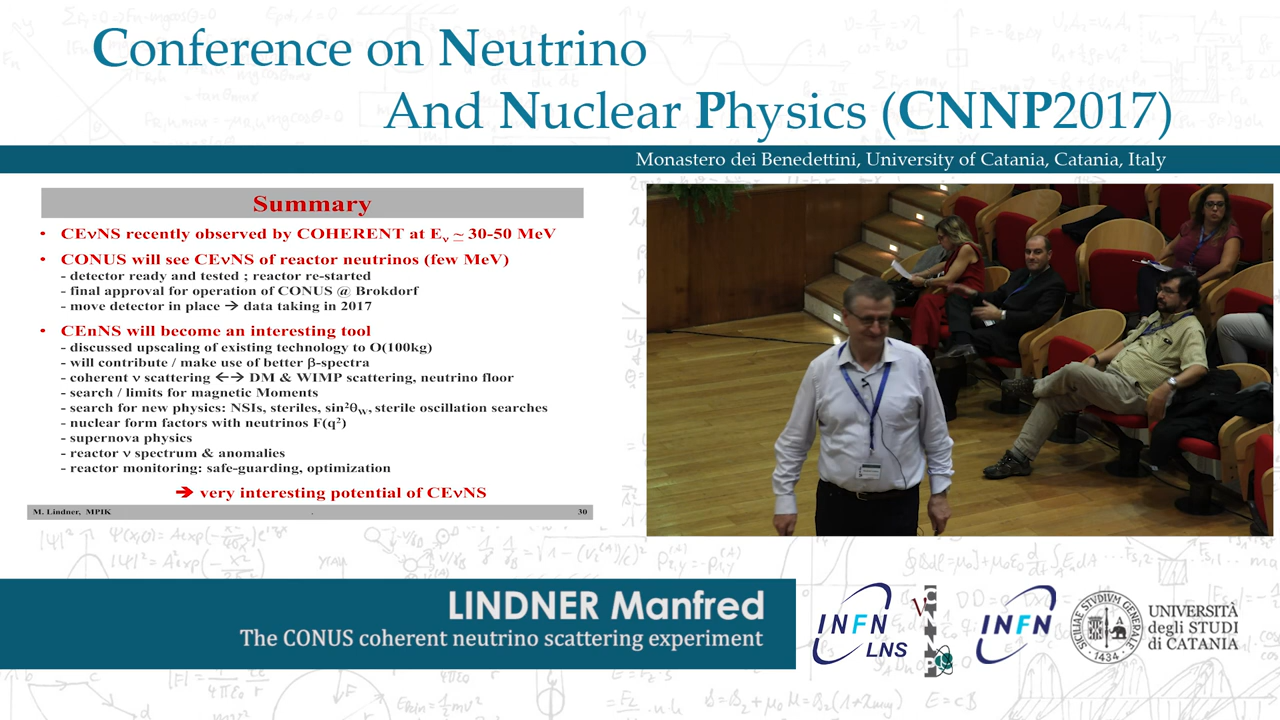 Conference on Neutrino
And Nuclear Physics (CNNP2017)
Monastero dei Benedettini, University of Catania, Catania, Italy
Summary
• CEνNS recently observed by COHERENT at Eν ~ 30-50 MeV
• CONUS will see CEνNS of reactor neutrinos (few MeV)
- detector ready and tested ; reactor re-started
- final approval for operation of CONUS @ Brokdorf
- move detector in place → data taking in 2017
• CEnNS will become an interesting tool
- discussed upscaling of existing technology to O(100kg)
- will contribute / make use of better β-spectra
- coherent ν scattering ←→ DM & WIMP scattering, neutrino floor
- search / limits for magnetic Moments
- search for new physics: NSIs, steriles, sin²θW, sterile oscillation searches
- nuclear form factors with neutrinos F(q²)
- supernova physics
- reactor ν spectrum & anomalies
- reactor monitoring: safe-guarding, optimization
→ very interesting potential of CEνNS
M. Lindner, MPIK . 30
LINDNER Manfred
The CONUS coherent neutrino scattering experiment
INFN
LNS
ν
CNNP
INFN
SICILIAE STVDIVM GENERALE
1434
UNIVERSITÀ
degli STUDI
di CATANIA